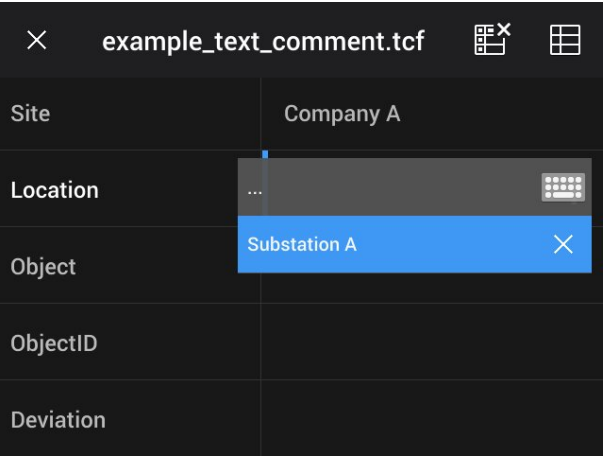 example_text_comment.tcf
Site Company A
Location ...
Substation A
Object
ObjectID
Deviation